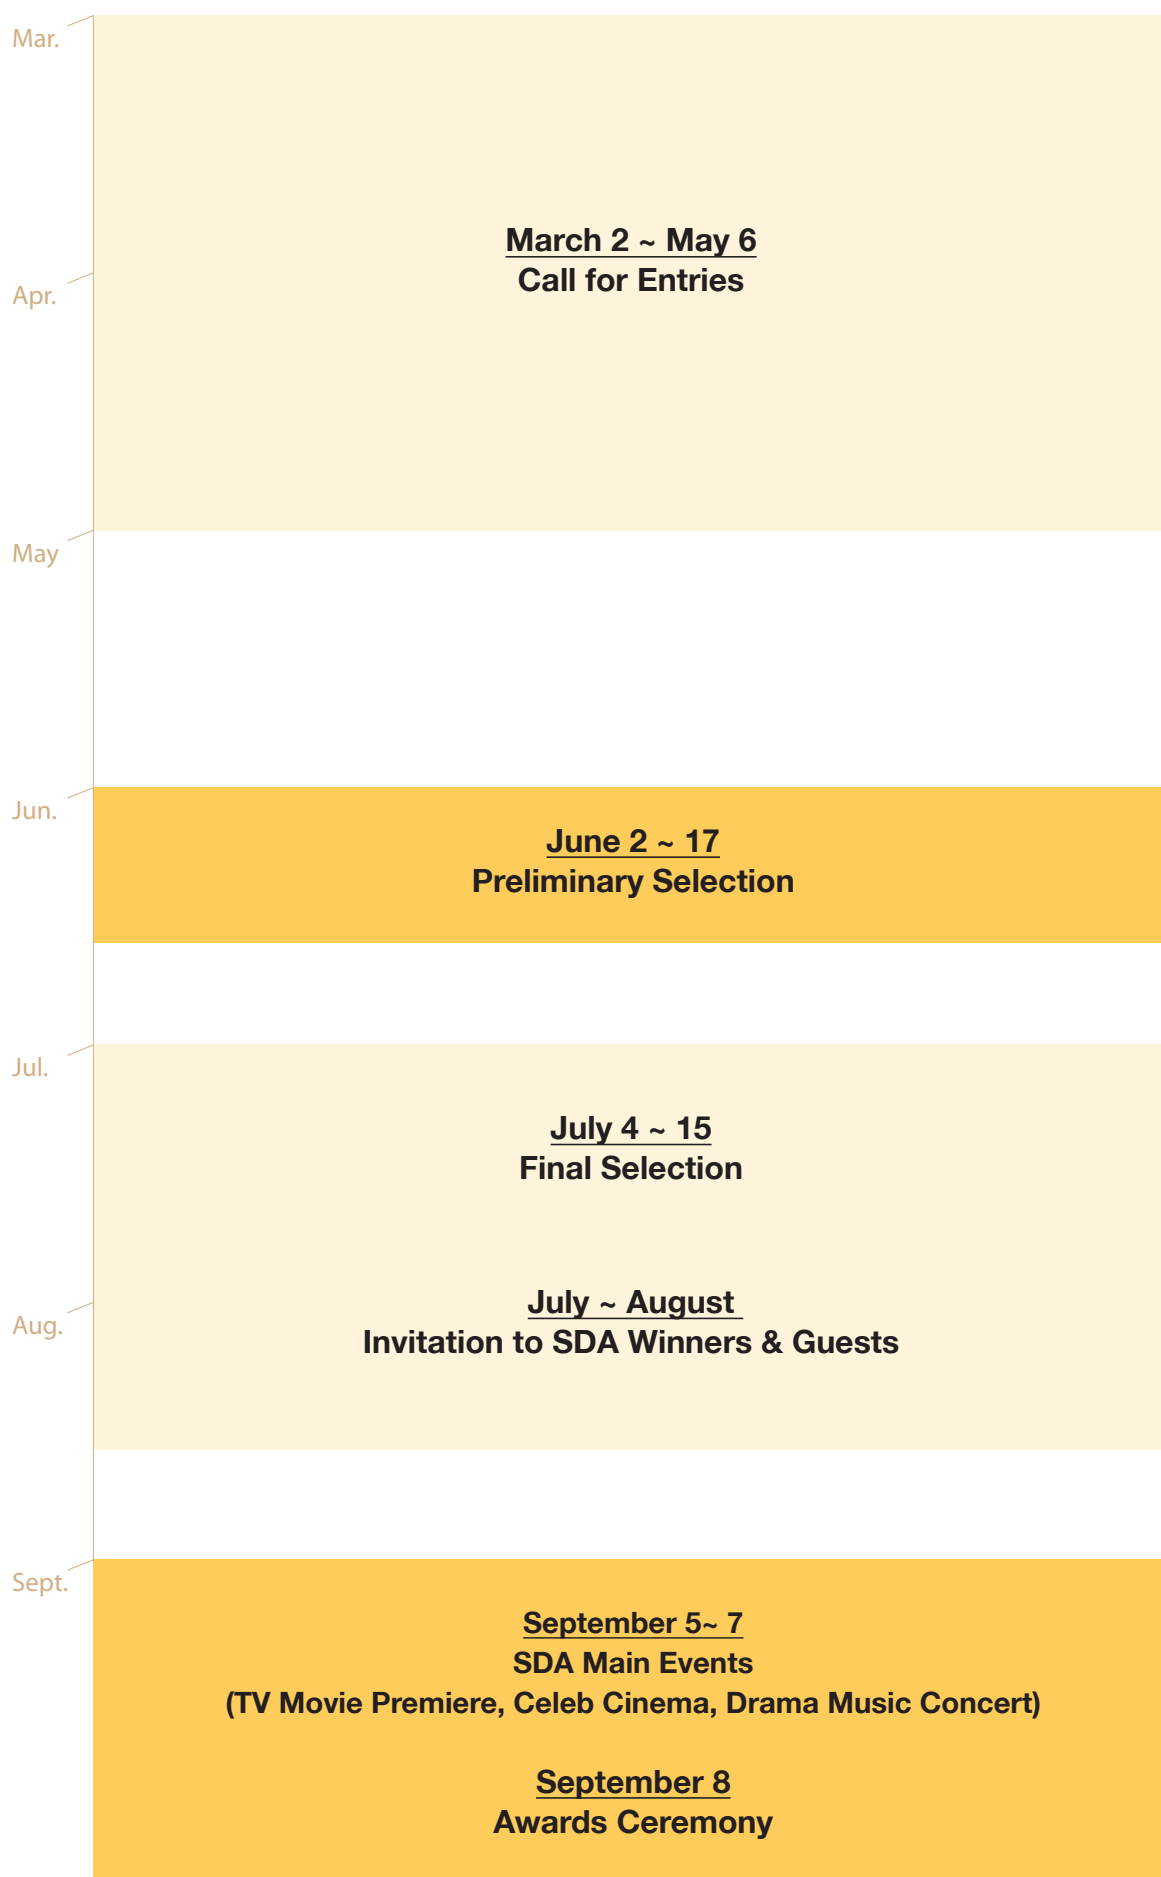 Mar.
March 2 ~ May 6
Call for Entries
Apr.
May
Jun.
June 2 ~ 17
Preliminary Selection
Jul.
July 4 ~ 15
Final Selection
July ~ August
Aug.
Invitation to SDA Winners & Guests
Sept.
September 5~ 7
SDA Main Events
(TV Movie Premiere, Celeb Cinema, Drama Music Concert)
September 8
Awards Ceremony